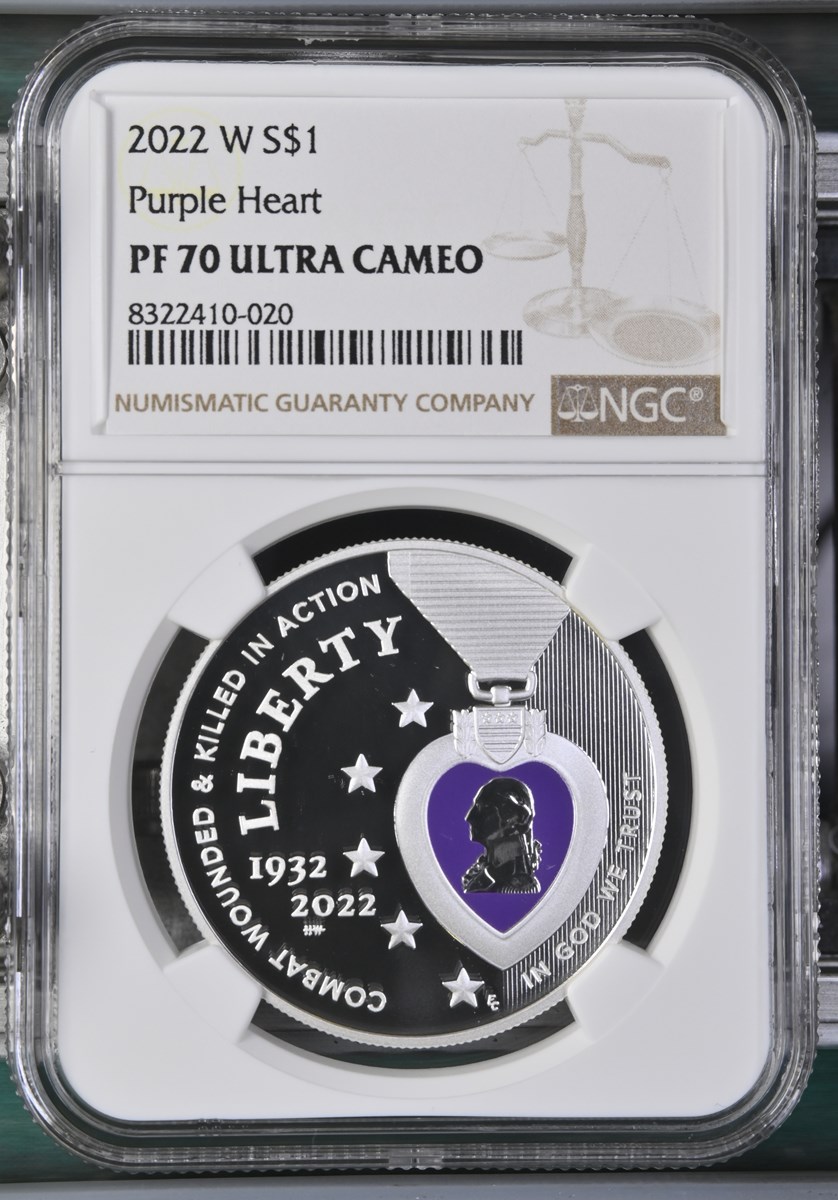 2022 W S$1
Purple Heart
PF 70 ULTRA CAMEO
8322410-020
NUMISMATIC GUARANTY COMPANY
NGC®
COMBAT WOUNDED & KILLED IN ACTION
LIBERTY
1932
2022
IN GOD WE TRUST